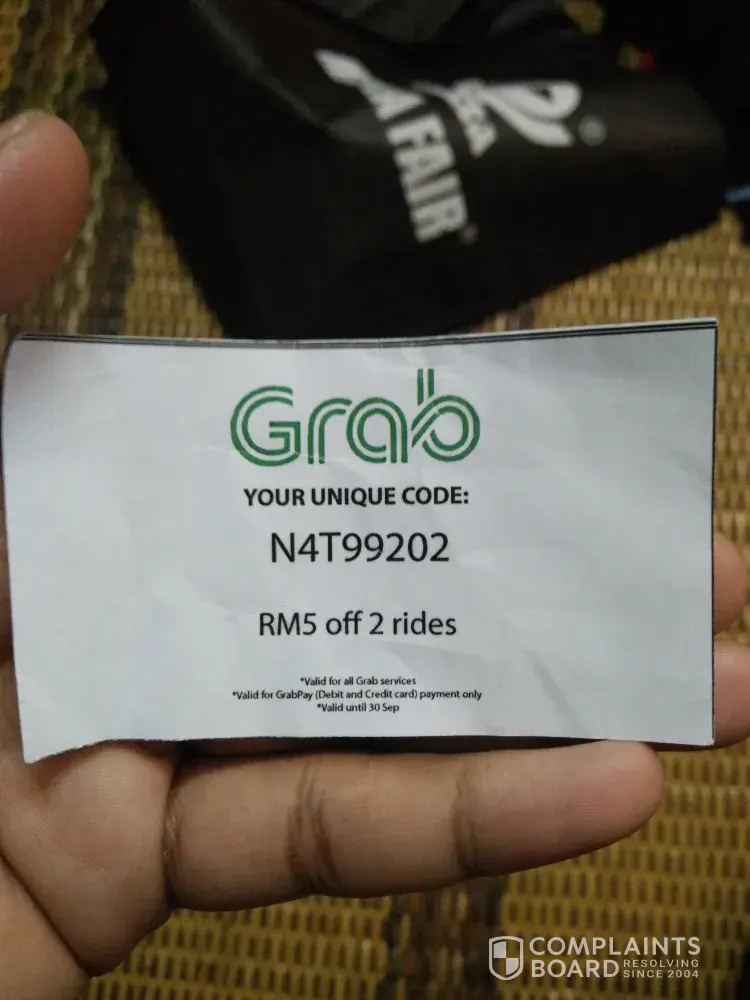 FAIR
Grab
YOUR UNIQUE CODE:
N4T99202
RM5 off 2 rides
*Valid for all Grab services
*Valid for GrabPay (Debit and Credit card) payment only
*Valid until 30 Sep
COMPLAINTS
BOARD RESOLVING
SINCE 2004